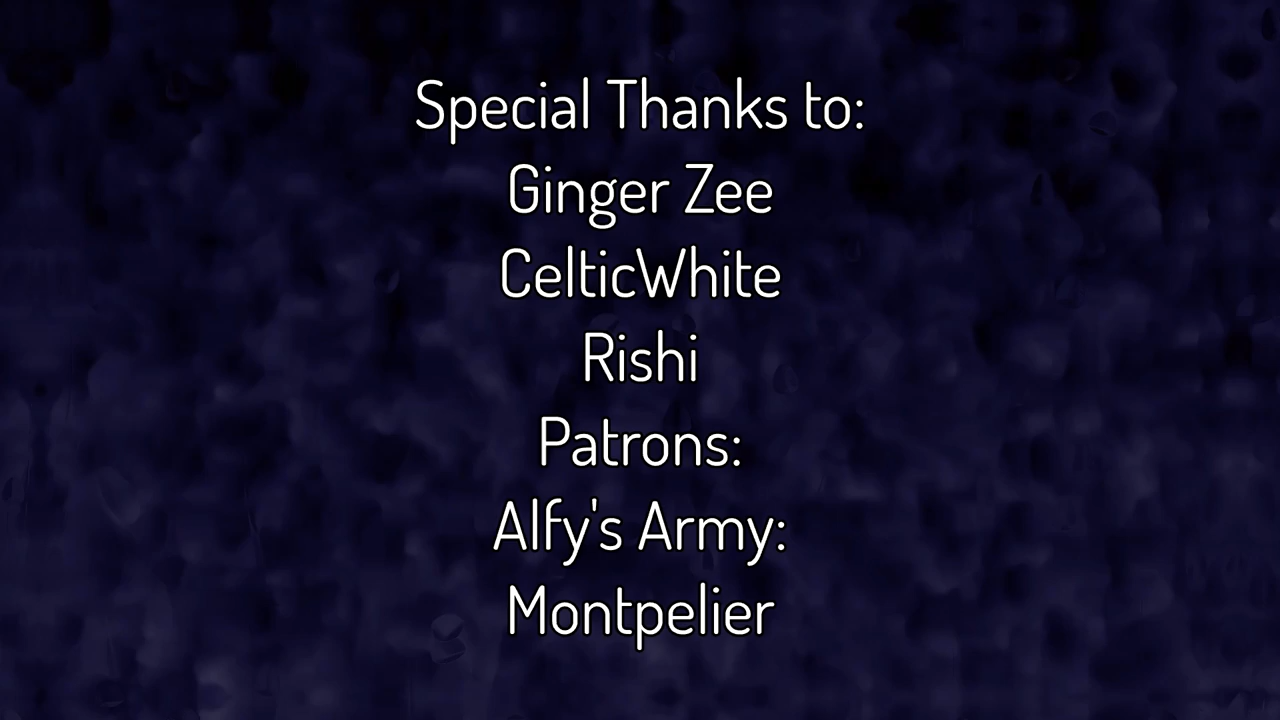 Special Thanks to:
Ginger Zee
CelticWhite
Rishi
Patrons:
Alfy's Army:
Montpelier